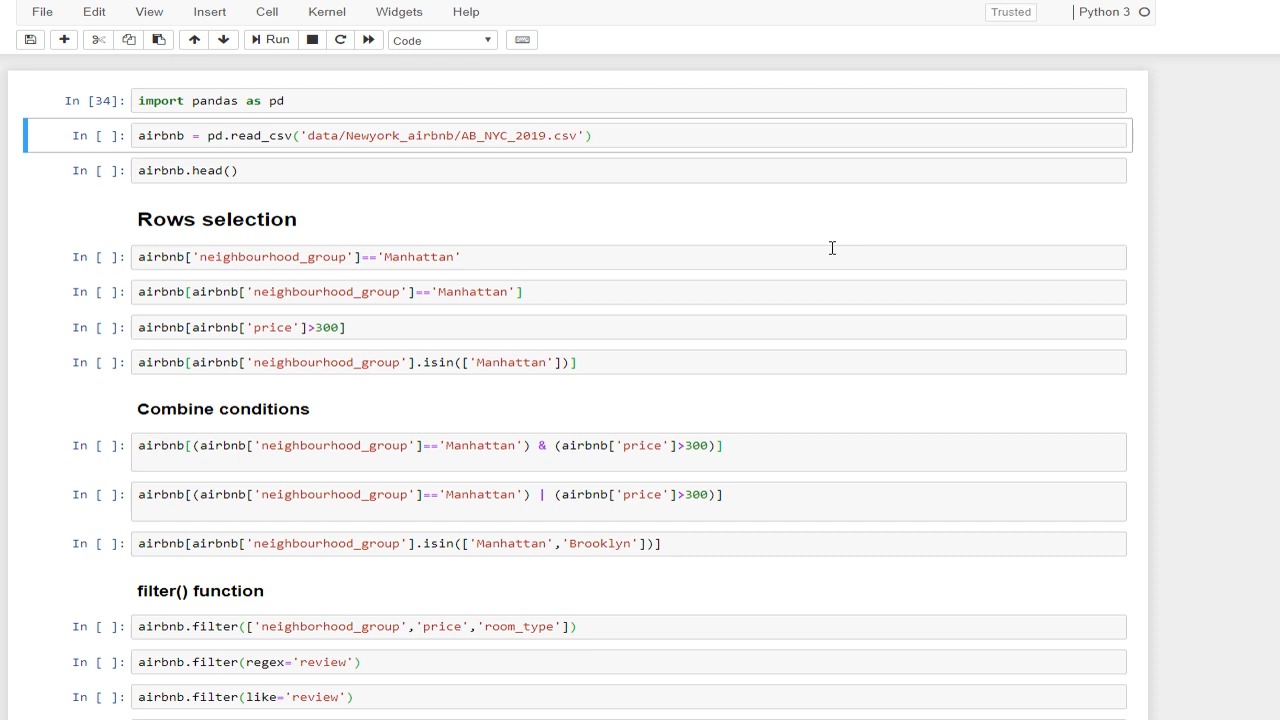 File Edit View Insert Cell Kernel Widgets Help Trusted Python 3
Run Code
In [34]: import pandas as pd
In [ ]: airbnb = pd.read_csv('data/Newyork_airbnb/AB_NYC_2019.csv')
In [ ]: airbnb.head()
Rows selection
In [ ]: airbnb['neighbourhood_group']=='Manhattan'
In [ ]: airbnb[airbnb['neighbourhood_group']=='Manhattan']
In [ ]: airbnb[airbnb['price']>300]
In [ ]: airbnb[airbnb['neighbourhood_group'].isin(['Manhattan'])]
Combine conditions
In [ ]: airbnb[(airbnb['neighbourhood_group']=='Manhattan') & (airbnb['price']>300)]
In [ ]: airbnb[(airbnb['neighbourhood_group']=='Manhattan') | (airbnb['price']>300)]
In [ ]: airbnb[airbnb['neighbourhood_group'].isin(['Manhattan','Brooklyn'])]
filter() function
In [ ]: airbnb.filter(['neighborhood_group','price','room_type'])
In [ ]: airbnb.filter(regex='review')
In [ ]: airbnb.filter(like='review')